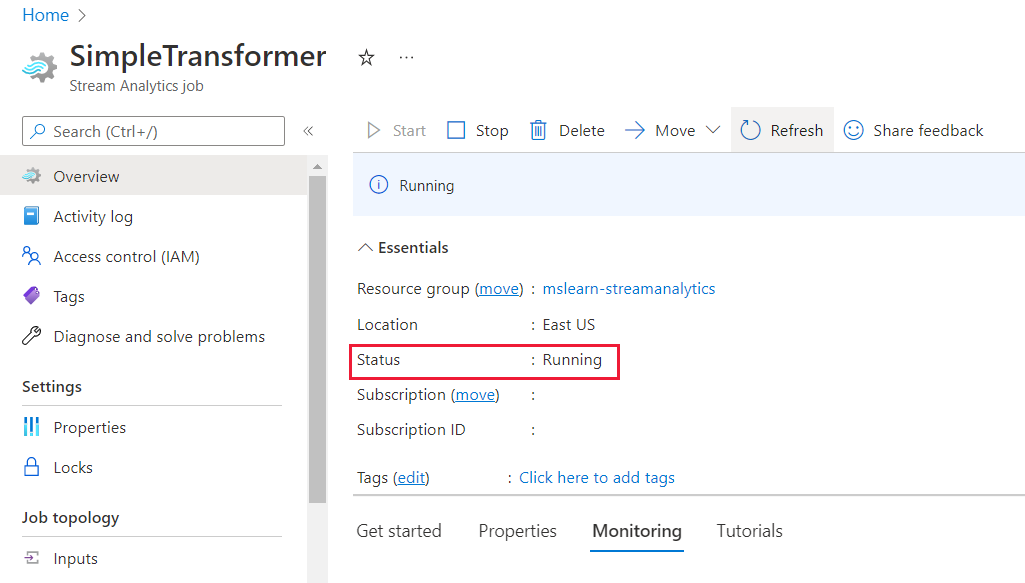 Home
SimpleTransformer
Stream Analytics job
Search (Ctrl+/)
Overview
Activity log
Access control (IAM)
Tags
Diagnose and solve problems
Settings
Properties
Locks
Job topology
Inputs
Start Stop Delete Move Refresh Share feedback
Running
Essentials
Resource group (move) : mslearn-streamanalytics
Location : East US
Status : Running
Subscription (move) :
Subscription ID :
Tags (edit) : Click here to add tags
Get started Properties Monitoring Tutorials